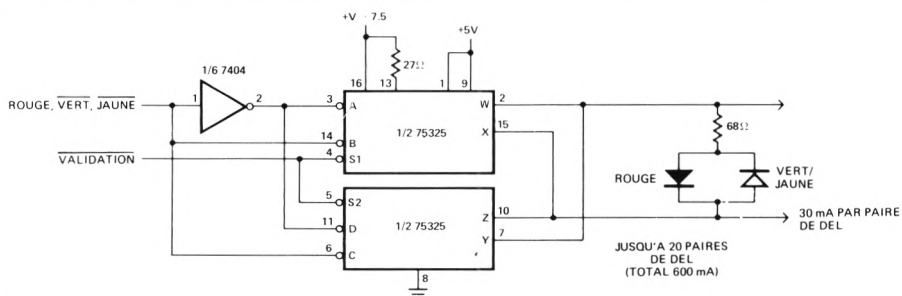 +V - 7.5
+5V
27Ω
1/6 7404
16 13 1 9
ROUGE, VERT, JAUNE
1 2 3 A W 2
X 15
14 B
1/2 75325
4 S1
68Ω
VALIDATION
ROUGE
VERT/
JAUNE
5 S2
11 D
1/2 75325
Z 10
Y 7
6 C
8
30 mA PAR PAIRE
DE DEL
JUSQU'A 20 PAIRES
DE DEL
(TOTAL 600 mA)